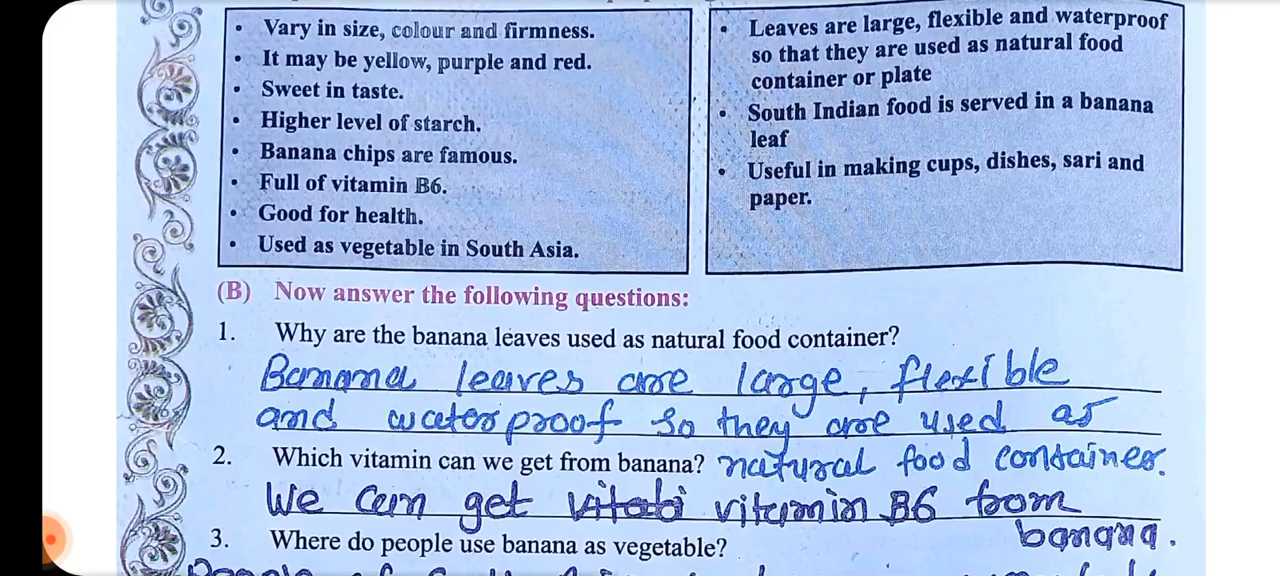 • Vary in size, colour and firmness.
• It may be yellow, purple and red.
• Sweet in taste.
• Higher level of starch.
• Banana chips are famous.
• Full of vitamin B6.
• Good for health.
• Used as vegetable in South Asia.
• Leaves are large, flexible and waterproof
so that they are used as natural food
container or plate
• South Indian food is served in a banana
leaf
• Useful in making cups, dishes, sari and
paper.
(B) Now answer the following questions:
1. Why are the banana leaves used as natural food container?
Banana leaves are large, flexible
and waterproof so they are used as
natural food container.
2. Which vitamin can we get from banana?
We can get vitamin B6 from
banana.
3. Where do people use banana as vegetable?